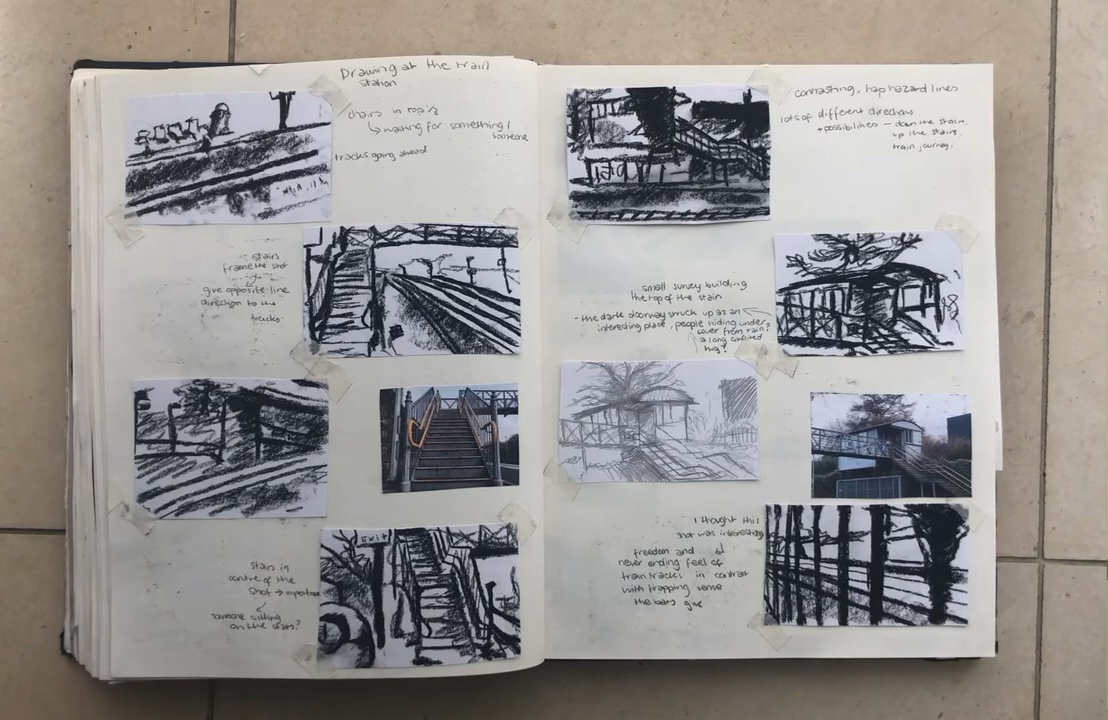 Drawing at the train
station
chairs in top 1/3
↳ waiting for something/
someone
tracks going ahead
stairs
frame the shot
give opposite line
direction to the
tracks.
EXIT
stairs in
centre of the
shot → important
someone sitting
on the stairs?
contrasting, haphazard lines
lots of different directions
+ possibilities – down the stairs,
up the stairs,
train journey.
small survey building
the top of the stair
- the dark doorway struck up as an
interesting place, people hiding under
cover from rain?
a long awaited
hug?
I thought this
shot was interesting
freedom and
never ending feel of
train tracks in contrast
with trapping sense
the bars give